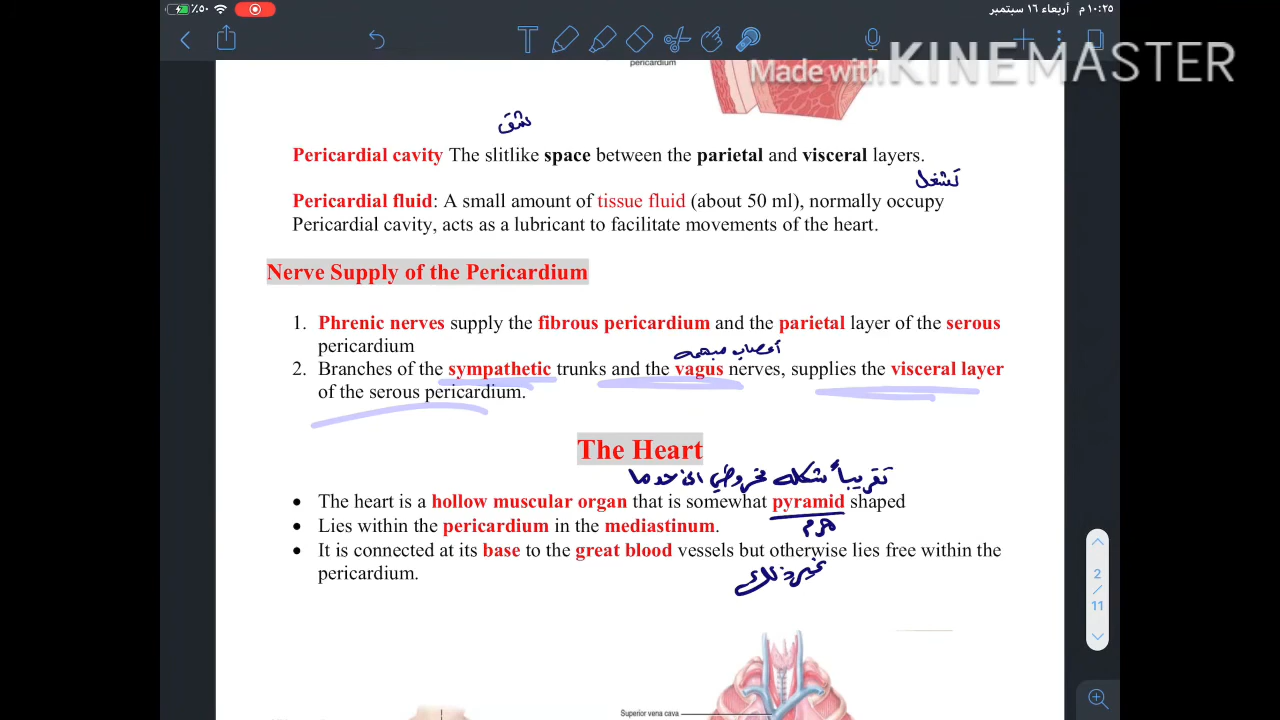 ٪٥٠
١٠:٢٥ م أربعاء ١٦ سبتمبر
T
pericardium
Made with KINEMASTER
شق
Pericardial cavity The slitlike space between the parietal and visceral layers.
تشغل
Pericardial fluid: A small amount of tissue fluid (about 50 ml), normally occupy
Pericardial cavity, acts as a lubricant to facilitate movements of the heart.
Nerve Supply of the Pericardium
1. Phrenic nerves supply the fibrous pericardium and the parietal layer of the serous
pericardium
أعصاب مبهمه
2. Branches of the sympathetic trunks and the vagus nerves, supplies the visceral layer
of the serous pericardium.
The Heart
تقريباً شكله مخروطي الى حد ما
• The heart is a hollow muscular organ that is somewhat pyramid shaped
هرم
• Lies within the pericardium in the mediastinum.
• It is connected at its base to the great blood vessels but otherwise lies free within the
pericardium.
غير ذلك
2
/
11
Superior vena cava